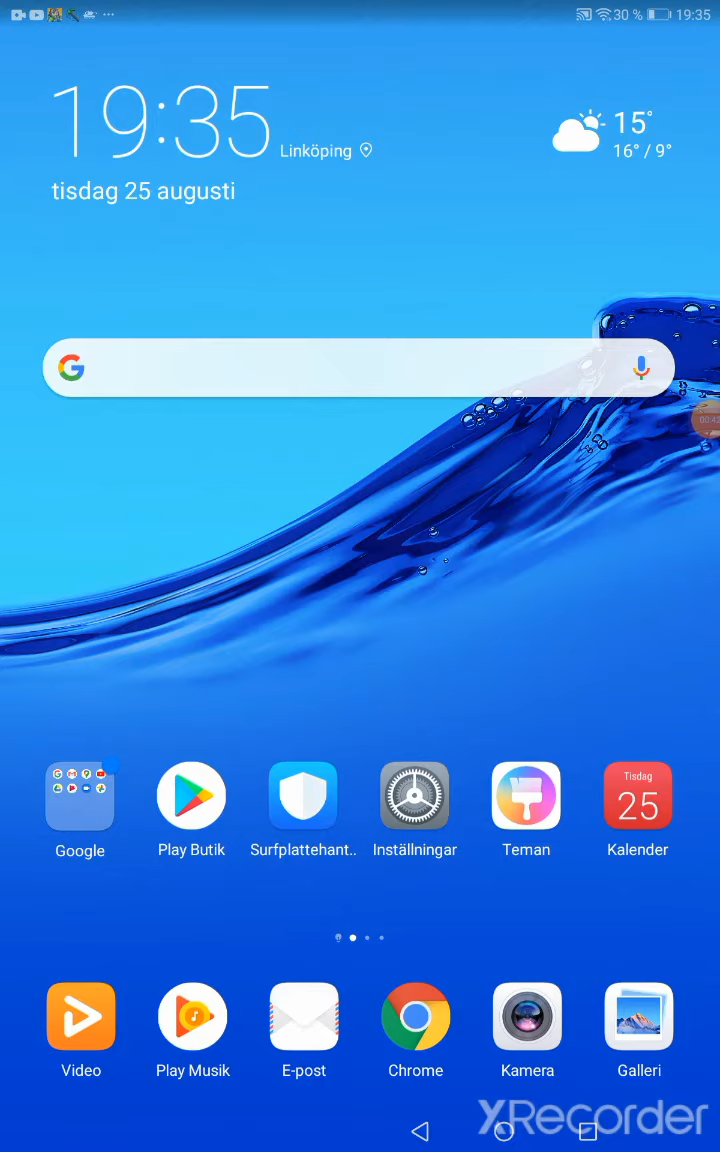 30 % 19:35
19:35 Linköping 15°
16° / 9°
tisdag 25 augusti
Tisdag
25
Google Play Butik Surfplattehant.. Inställningar Teman Kalender
Video Play Musik E-post Chrome Kamera Galleri
XRecorder